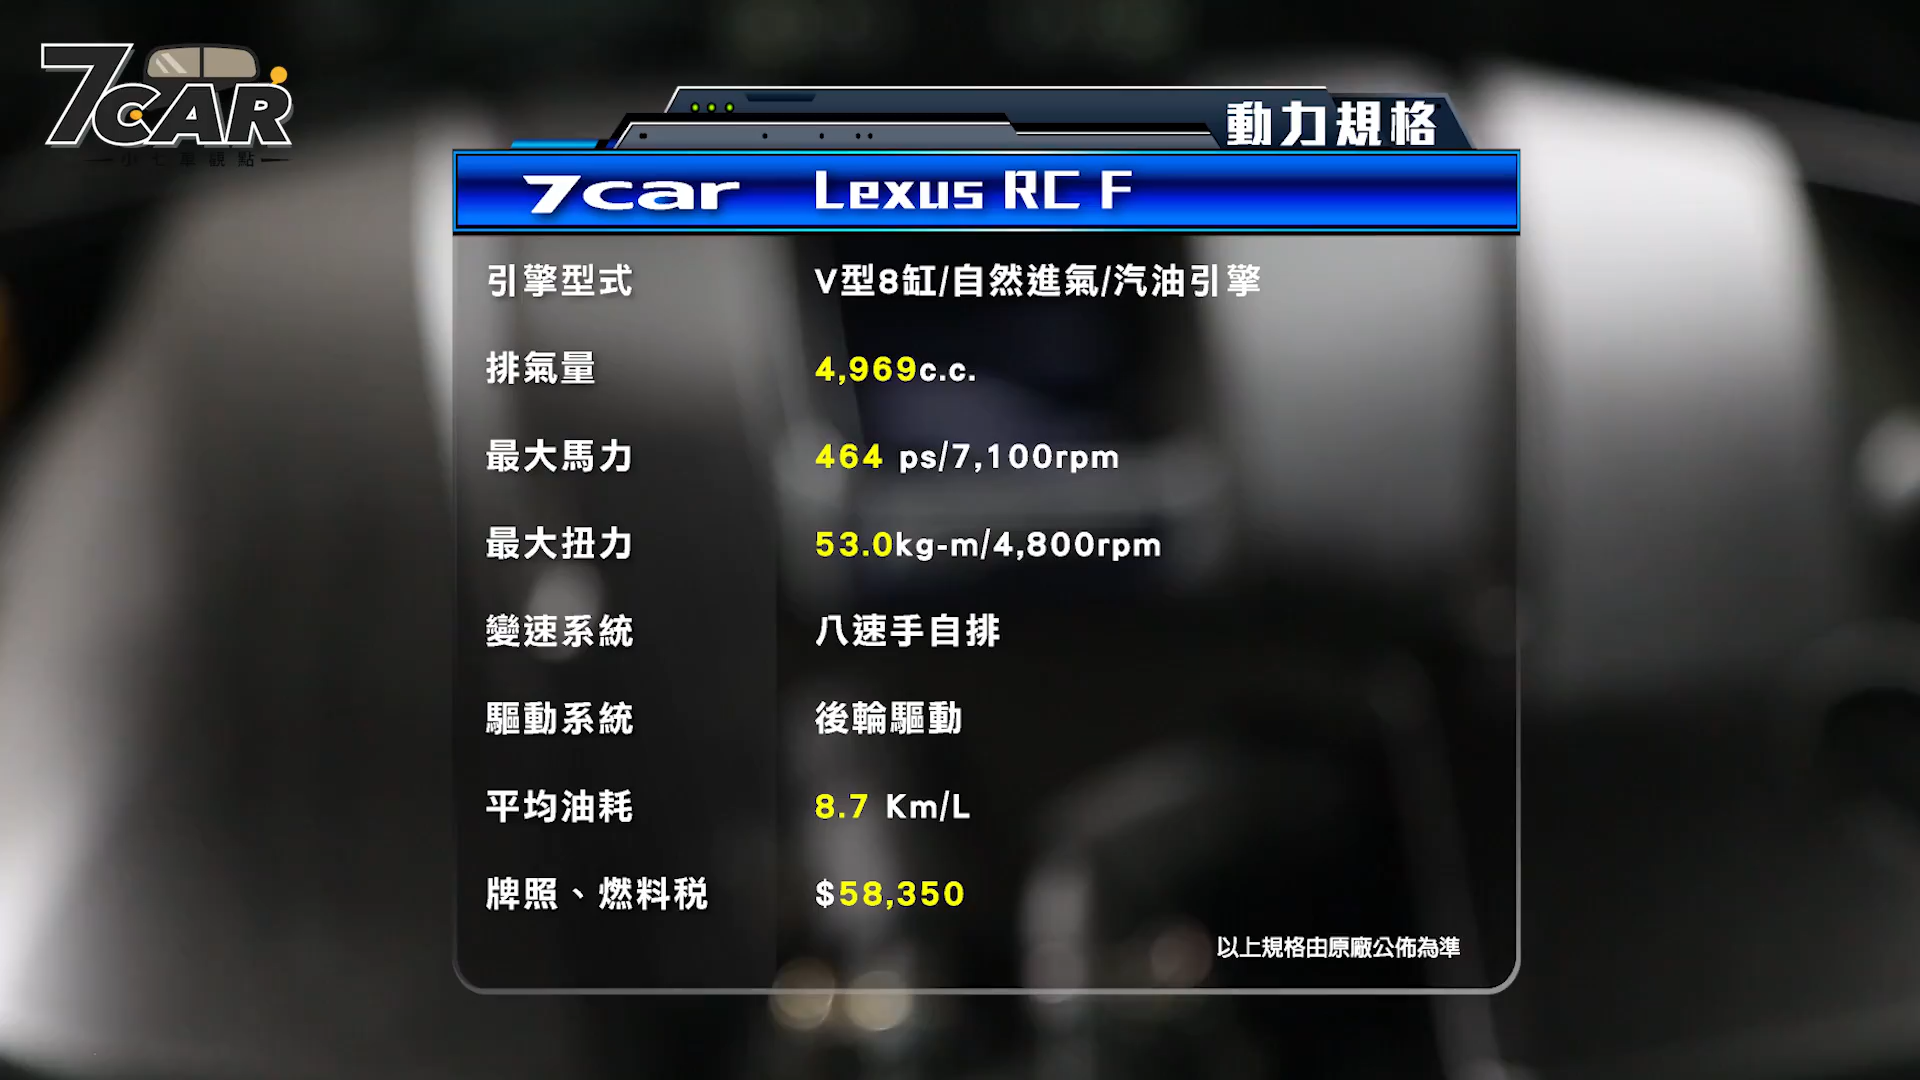 7CAR
小七車觀點
動力規格
7car Lexus RC F
引擎型式 V型8缸/自然進氣/汽油引擎
排氣量 4,969c.c.
最大馬力 464 ps/7,100rpm
最大扭力 53.0kg-m/4,800rpm
變速系統 八速手自排
驅動系統 後輪驅動
平均油耗 8.7 Km/L
牌照、燃料稅 $58,350
以上規格由原廠公佈為準